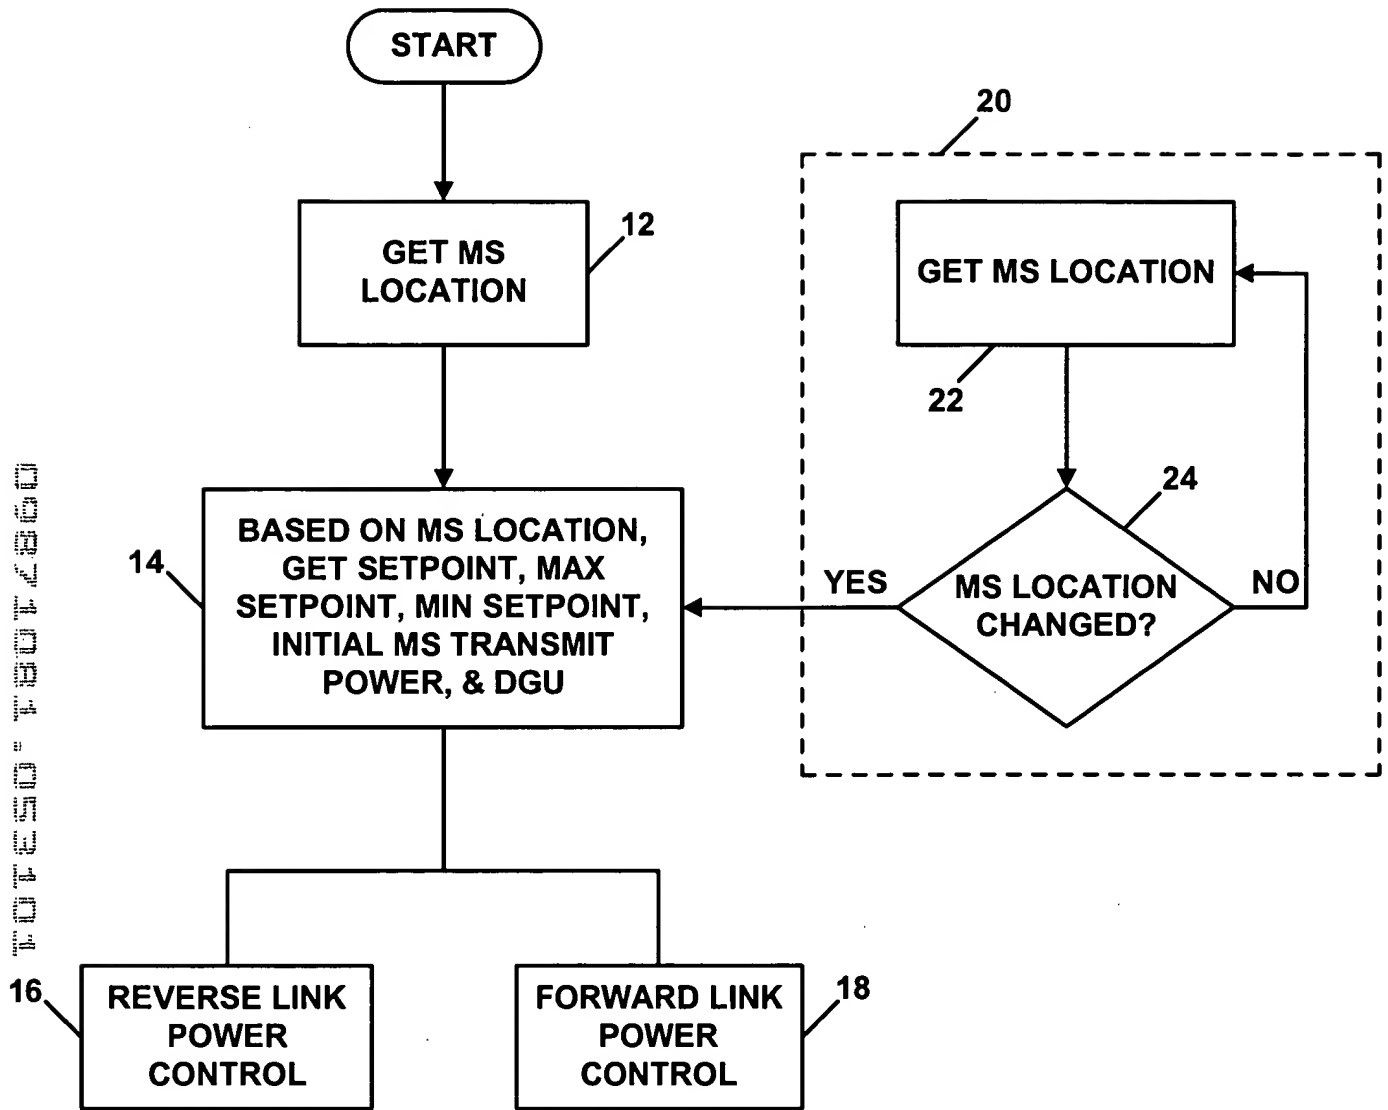 START
20
GET MS
LOCATION
12
GET MS LOCATION
22
24
14
BASED ON MS LOCATION,
GET SETPOINT, MAX
SETPOINT, MIN SETPOINT,
INITIAL MS TRANSMIT
POWER, & DGU
YES
MS LOCATION
CHANGED?
NO
16
REVERSE LINK
POWER
CONTROL
FORWARD LINK
POWER
CONTROL
18
09871081.053101